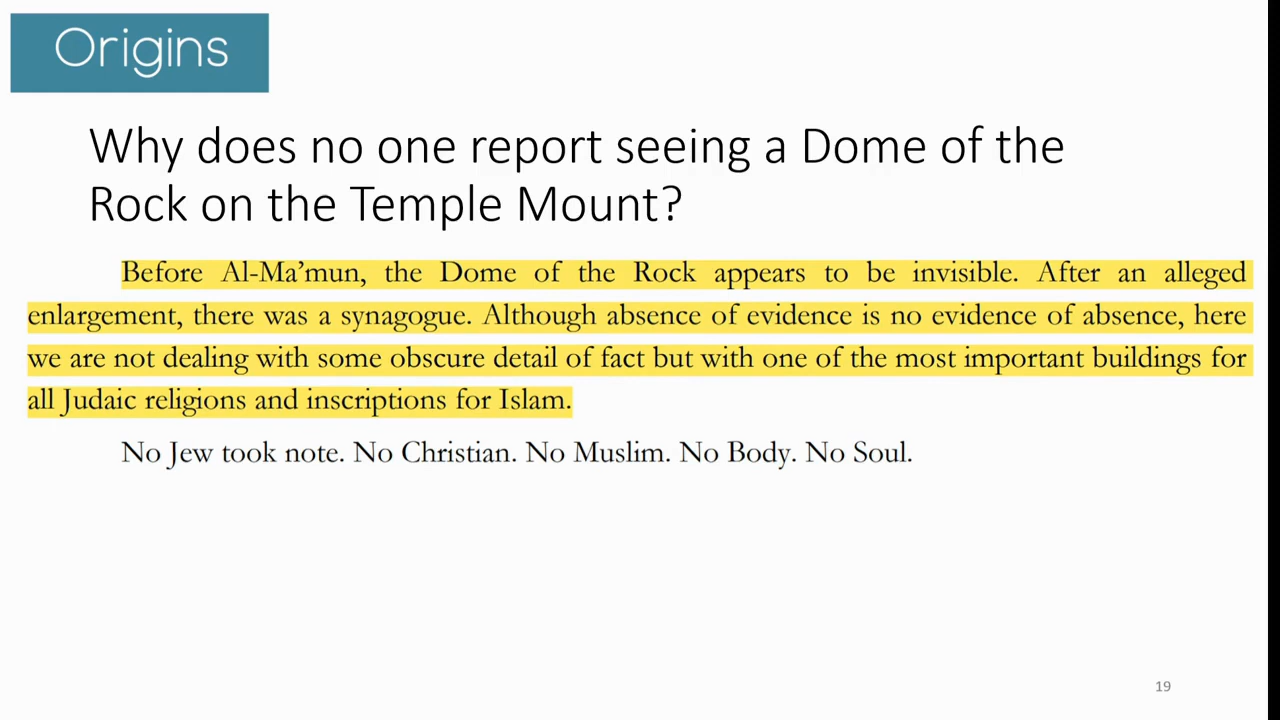 Origins
Why does no one report seeing a Dome of the
Rock on the Temple Mount?
Before Al-Ma’mun, the Dome of the Rock appears to be invisible. After an alleged
enlargement, there was a synagogue. Although absence of evidence is no evidence of absence, here
we are not dealing with some obscure detail of fact but with one of the most important buildings for
all Judaic religions and inscriptions for Islam.
No Jew took note. No Christian. No Muslim. No Body. No Soul.
19